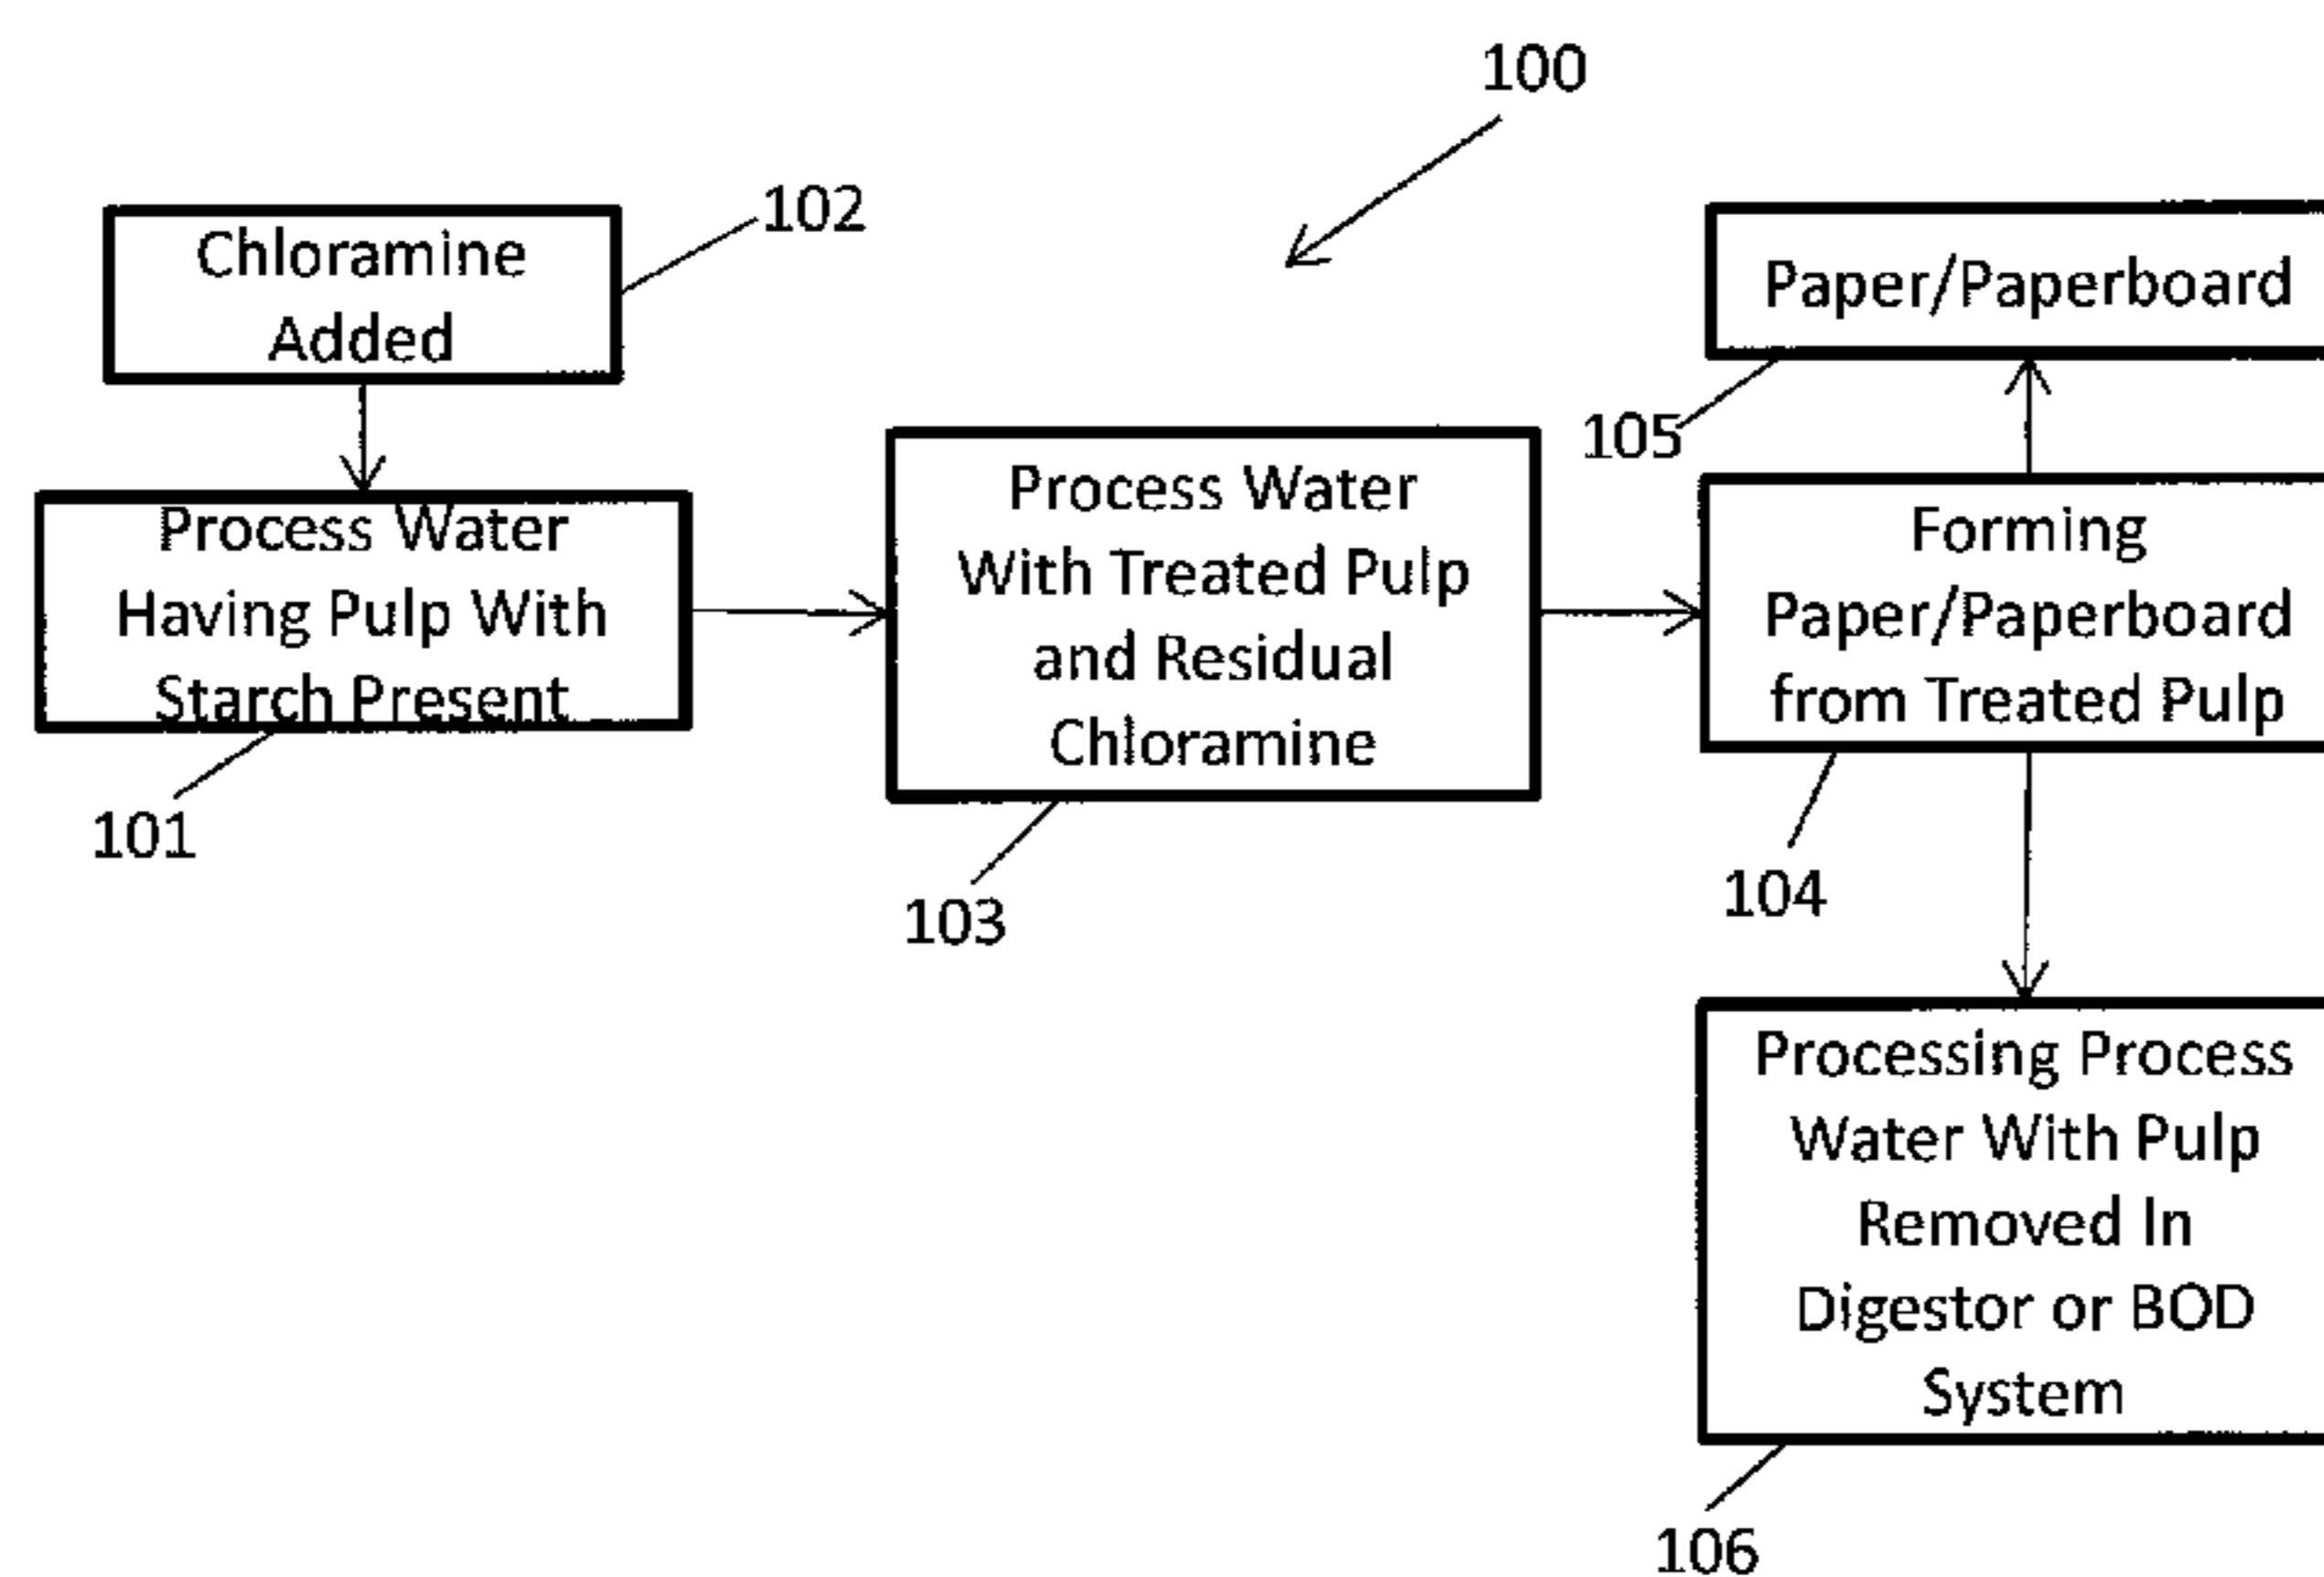 100
102
Chloramine
Added
Process Water
Having Pulp With
Starch Present
101
Process Water
With Treated Pulp
and Residual
Chloramine
103
Paper/Paperboard
105
Forming
Paper/Paperboard
from Treated Pulp
104
Processing Process
Water With Pulp
Removed In
Digestor or BOD
System
106